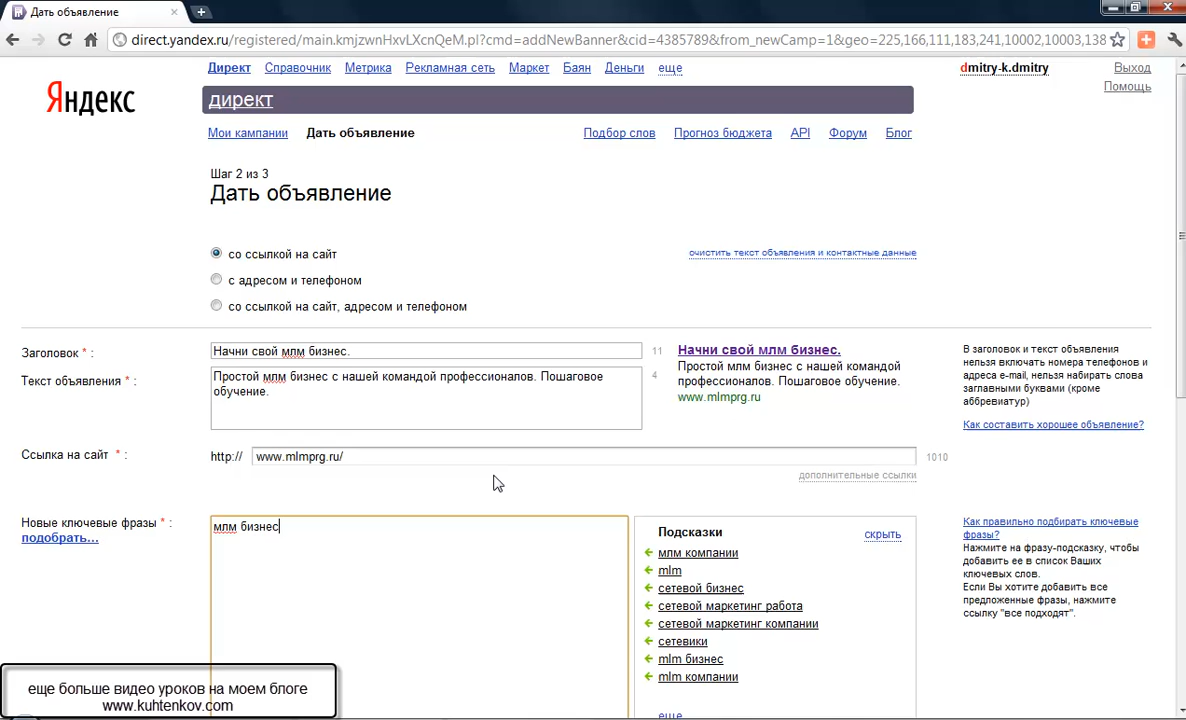 Дать объявление
direct.yandex.ru/registered/main.kmjzwnHxvLXcnQeM.pl?cmd=addNewBanner&cid=4385789&from_newCamp=1&geo=225,166,111,183,241,10002,10003,138
Директ Справочник Метрика Рекламная сеть Маркет Баян Деньги еще
dmitry-k.dmitry
Выход
Помощь
Яндекс
директ
Мои кампании Дать объявление Подбор слов Прогноз бюджета API Форум Блог
Шаг 2 из 3
Дать объявление
со ссылкой на сайт
очистить текст объявления и контактные данные
с адресом и телефоном
со ссылкой на сайт, адресом и телефоном
Заголовок * :
Начни свой млм бизнес.
11
Текст объявления * :
Простой млм бизнес с нашей командой профессионалов. Пошаговое
обучение.
4
Начни свой млм бизнес.
Простой млм бизнес с нашей командой
профессионалов. Пошаговое обучение.
www.mlmprg.ru
В заголовок и текст объявления
нельзя включать номера телефонов и
адреса e-mail, нельзя набирать слова
заглавными буквами (кроме
аббревиатур)
Как составить хорошее объявление?
Ссылка на сайт * :
http:// www.mlmprg.ru/
1010
дополнительные ссылки
Новые ключевые фразы * :
подобрать...
млм бизнес
Подсказки
скрыть
млм компании
mlm
сетевой бизнес
сетевой маркетинг работа
сетевой маркетинг компании
сетевики
mlm бизнес
mlm компании
еще
Как правильно подбирать ключевые
фразы?
Нажмите на фразу-подсказку, чтобы
добавить ее в список Ваших
ключевых слов.
Если Вы хотите добавить все
предложенные фразы, нажмите
ссылку "все подходят".
еще больше видео уроков на моем блоге
www.kuhtenkov.com